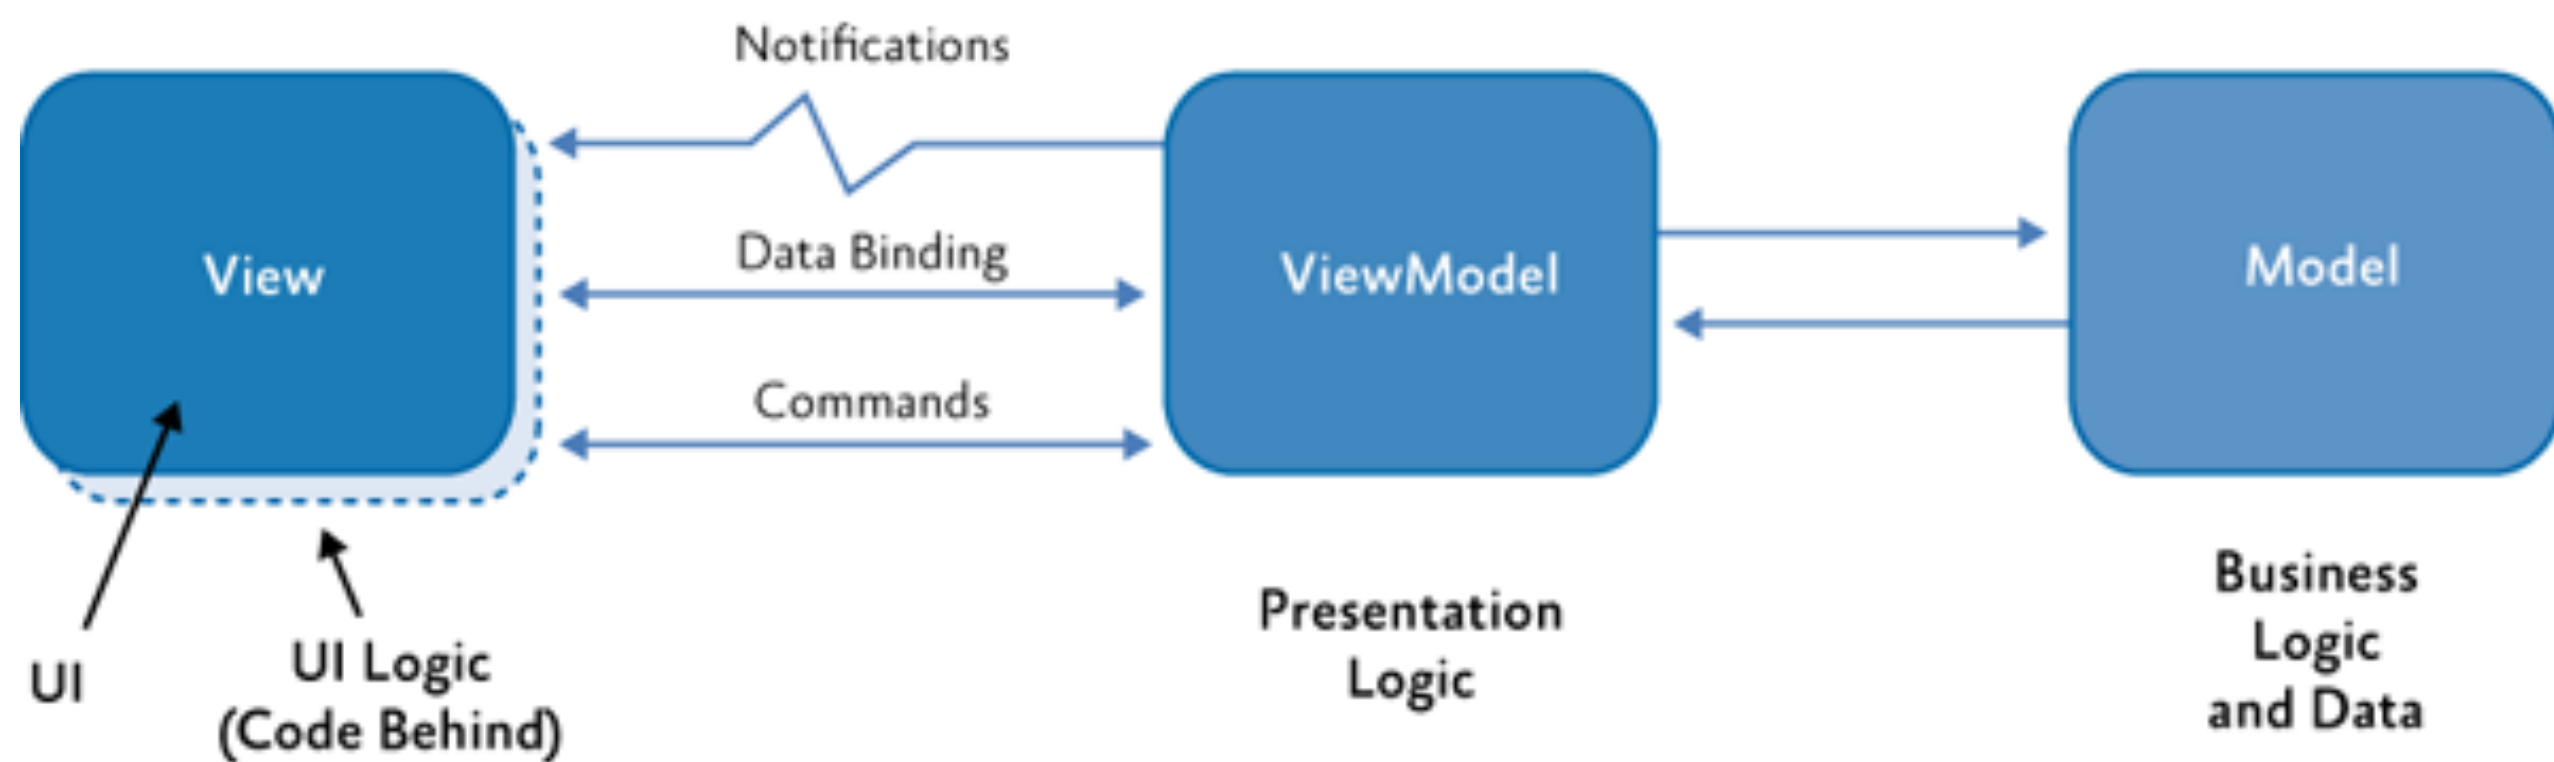 Notifications
View
Data Binding
ViewModel
Model
Commands
UI
UI Logic
(Code Behind)
Presentation
Logic
Business
Logic
and Data